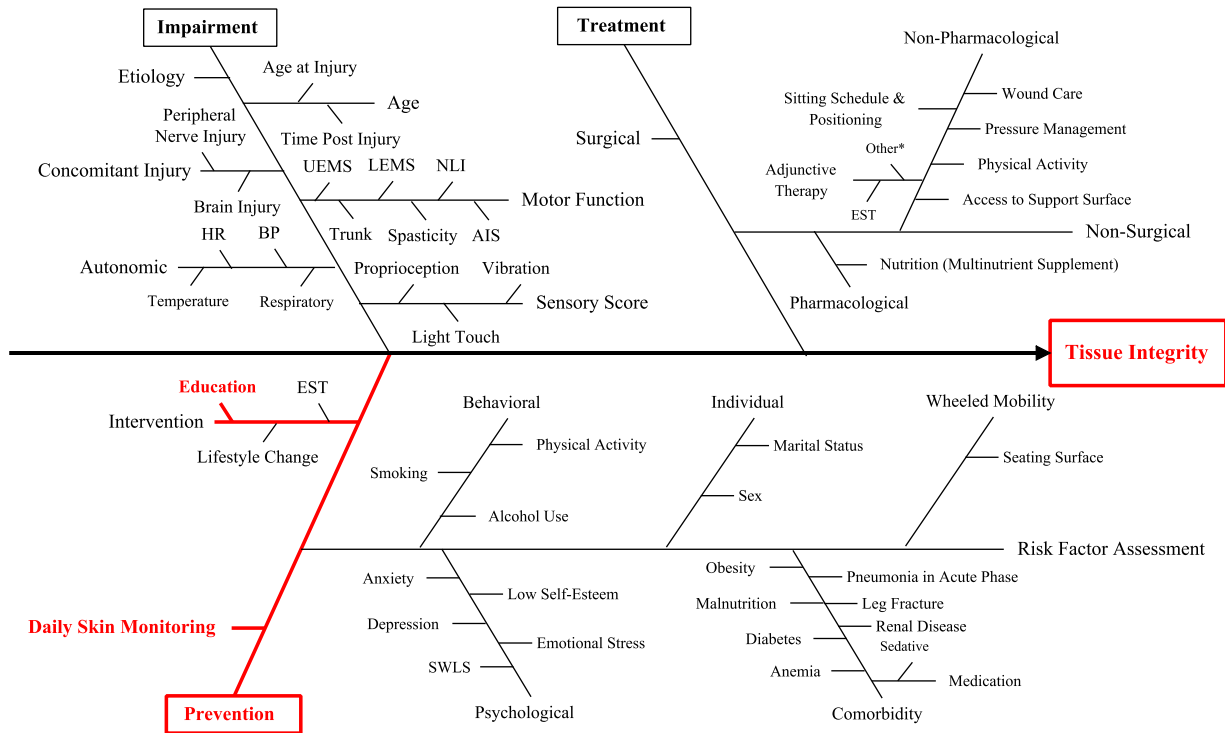 Impairment
Treatment
Etiology
Age at Injury
Age
Time Post Injury
Peripheral
Nerve Injury
Concomitant Injury
Brain Injury
UEMS
LEMS
NLI
Motor Function
Trunk
Spasticity
AIS
HR
BP
Autonomic
Temperature
Respiratory
Proprioception
Vibration
Sensory Score
Light Touch
Non-Pharmacological
Sitting Schedule &
Positioning
Wound Care
Pressure Management
Surgical
Other*
Adjunctive
Therapy
EST
Physical Activity
Access to Support Surface
Non-Surgical
Nutrition (Multinutrient Supplement)
Pharmacological
Tissue Integrity
Education
EST
Intervention
Lifestyle Change
Behavioral
Physical Activity
Smoking
Alcohol Use
Individual
Marital Status
Sex
Wheeled Mobility
Seating Surface
Risk Factor Assessment
Anxiety
Low Self-Esteem
Depression
Emotional Stress
SWLS
Psychological
Obesity
Pneumonia in Acute Phase
Malnutrition
Leg Fracture
Renal Disease
Diabetes
Sedative
Anemia
Medication
Comorbidity
Daily Skin Monitoring
Prevention